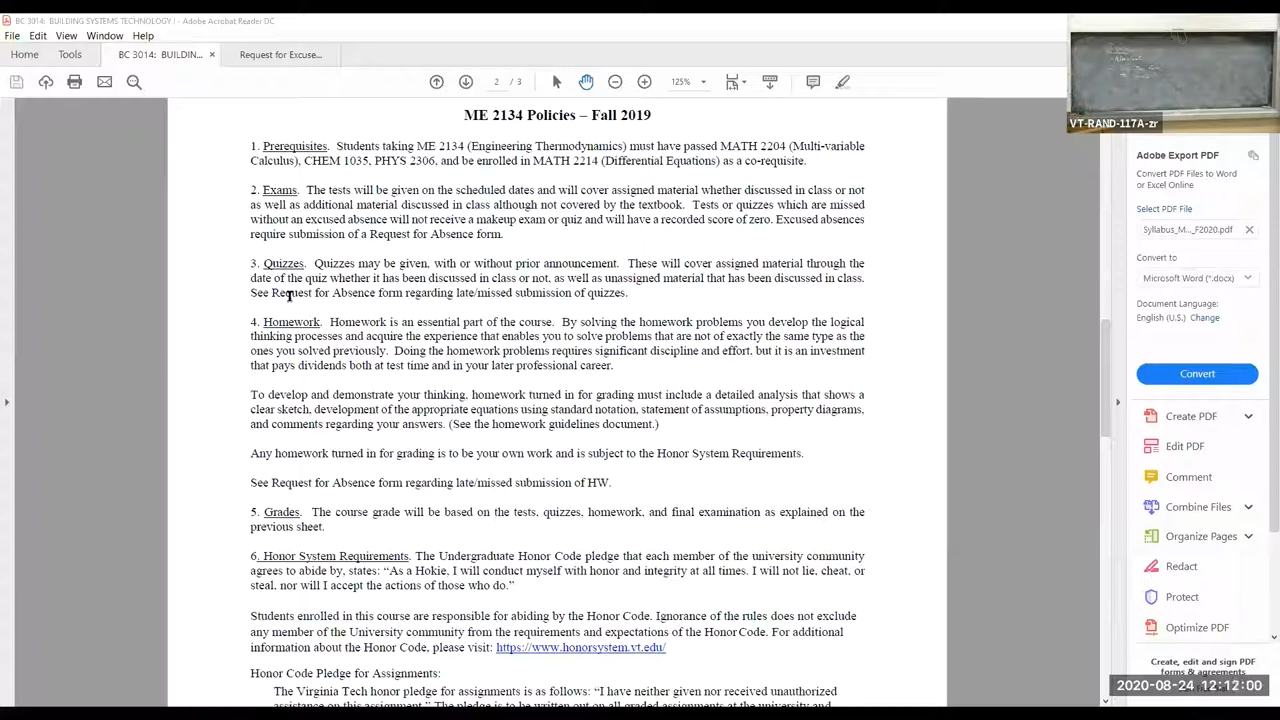 BC 3014: BUILDING SYSTEMS TECHNOLOGY I - Adobe Acrobat Reader DC
File Edit View Window Help
Home Tools BC 3014: BUILDIN... × Request for Excuse...
2 / 3 125%
VT-RAND-117A-zr
ME 2134 Policies – Fall 2019
1. Prerequisites. Students taking ME 2134 (Engineering Thermodynamics) must have passed MATH 2204 (Multi-variable
Calculus), CHEM 1035, PHYS 2306, and be enrolled in MATH 2214 (Differential Equations) as a co-requisite.
2. Exams. The tests will be given on the scheduled dates and will cover assigned material whether discussed in class or not
as well as additional material discussed in class although not covered by the textbook. Tests or quizzes which are missed
without an excused absence will not receive a makeup exam or quiz and will have a recorded score of zero. Excused absences
require submission of a Request for Absence form.
3. Quizzes. Quizzes may be given, with or without prior announcement. These will cover assigned material through the
date of the quiz whether it has been discussed in class or not, as well as unassigned material that has been discussed in class.
See Request for Absence form regarding late/missed submission of quizzes.
4. Homework. Homework is an essential part of the course. By solving the homework problems you develop the logical
thinking processes and acquire the experience that enables you to solve problems that are not of exactly the same type as the
ones you solved previously. Doing the homework problems requires significant discipline and effort, but it is an investment
that pays dividends both at test time and in your later professional career.
To develop and demonstrate your thinking, homework turned in for grading must include a detailed analysis that shows a
clear sketch, development of the appropriate equations using standard notation, statement of assumptions, property diagrams,
and comments regarding your answers. (See the homework guidelines document.)
Any homework turned in for grading is to be your own work and is subject to the Honor System Requirements.
See Request for Absence form regarding late/missed submission of HW.
5. Grades. The course grade will be based on the tests, quizzes, homework, and final examination as explained on the
previous sheet.
6. Honor System Requirements. The Undergraduate Honor Code pledge that each member of the university community
agrees to abide by, states: “As a Hokie, I will conduct myself with honor and integrity at all times. I will not lie, cheat, or
steal, nor will I accept the actions of those who do.”
Students enrolled in this course are responsible for abiding by the Honor Code. Ignorance of the rules does not exclude
any member of the University community from the requirements and expectations of the Honor Code. For additional
information about the Honor Code, please visit: https://www.honorsystem.vt.edu/
Honor Code Pledge for Assignments:
The Virginia Tech honor pledge for assignments is as follows: “I have neither given nor received unauthorized
assistance on this assignment.” The pledge is to be written out on all graded assignments at the university and
Adobe Export PDF
Convert PDF Files to Word
or Excel Online
Select PDF File
Syllabus_M..._F2020.pdf ×
Convert to
Microsoft Word (*.docx)
Document Language:
English (U.S.) Change
Convert
Create PDF
Edit PDF
Comment
Combine Files
Organize Pages
Redact
Protect
Optimize PDF
Create, edit and sign PDF
forms & agreements
2020-08-24 12:12:00